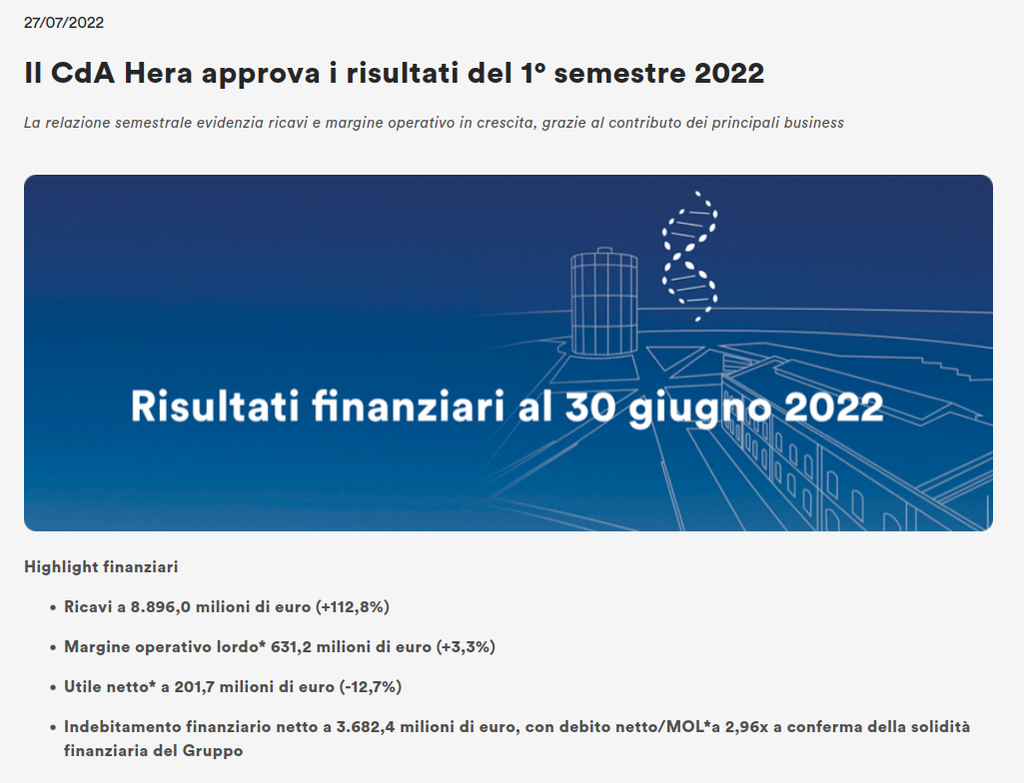 27/07/2022
Il CdA Hera approva i risultati del 1° semestre 2022
La relazione semestrale evidenzia ricavi e margine operativo in crescita, grazie al contributo dei principali business
Risultati finanziari al 30 giugno 2022
Highlight finanziari
• Ricavi a 8.896,0 milioni di euro (+112,8%)
• Margine operativo lordo* 631,2 milioni di euro (+3,3%)
• Utile netto* a 201,7 milioni di euro (-12,7%)
• Indebitamento finanziario netto a 3.682,4 milioni di euro, con debito netto/MOL*a 2,96x a conferma della solidità
finanziaria del Gruppo